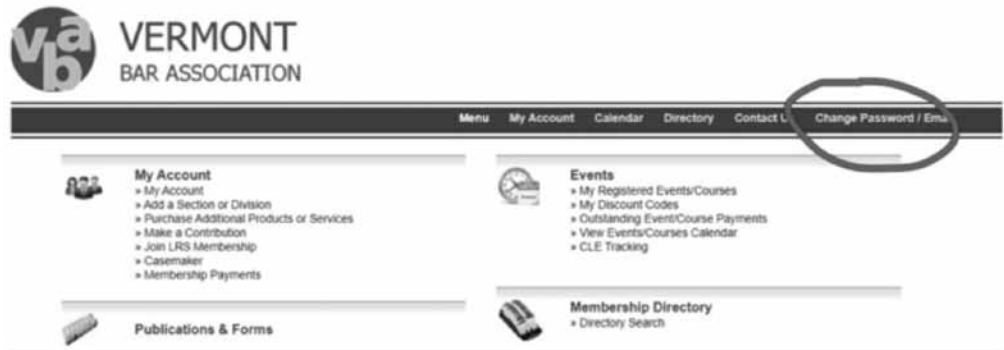 vba
VERMONT
BAR ASSOCIATION
Menu My Account Calendar Directory Contact Change Password /
My Account
» My Account
» Add a Section or Division
» Purchase Additional Products or Services
» Make a Contribution
» Join LRS Membership
» Casemaker
» Membership Payments
Events
» My Registered Events/Courses
» My Discount Codes
» Outstanding Event/Course Payments
» View Events/Courses Calendar
» CLE Tracking
Publications & Forms
Membership Directory
» Directory Search